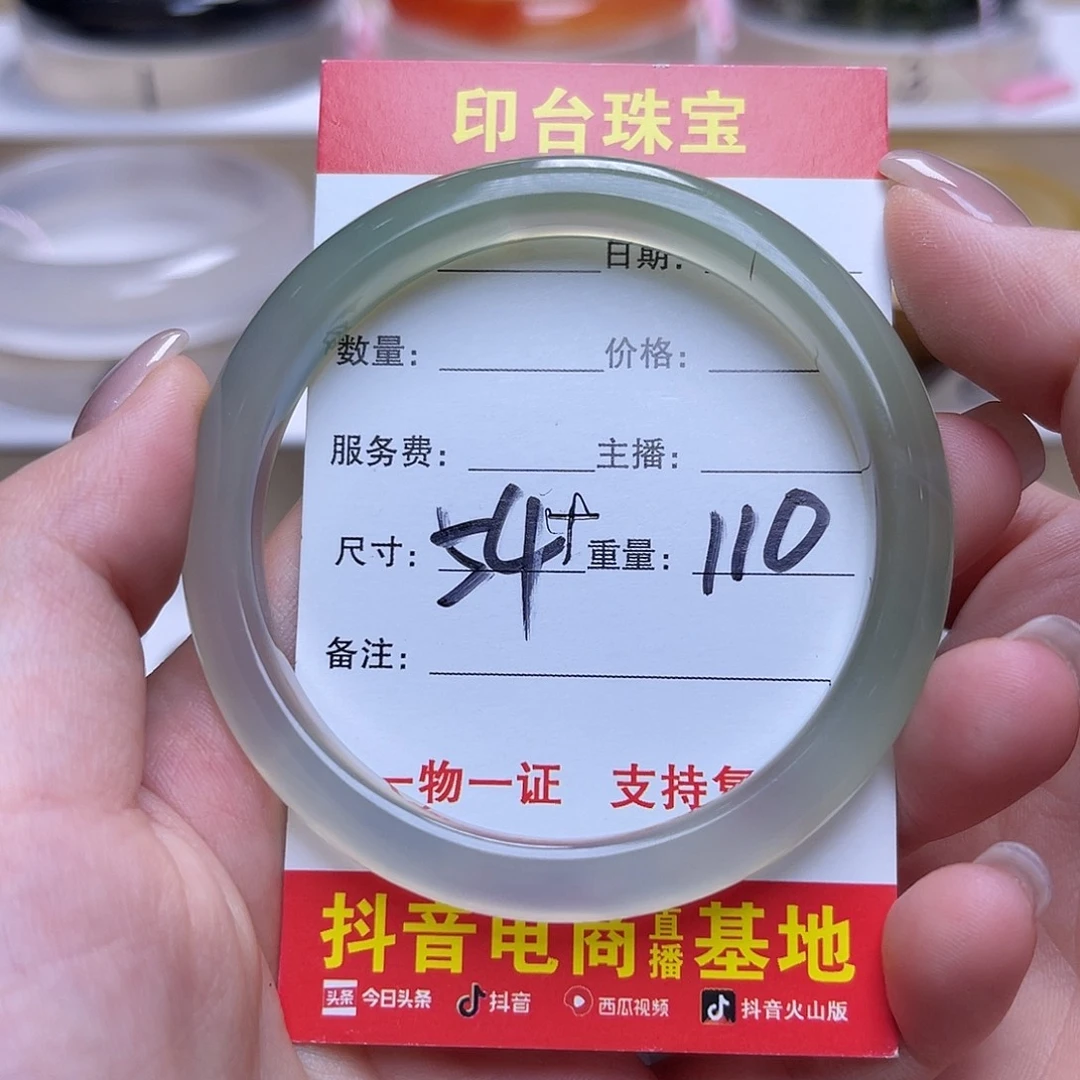 印台珠宝
日期:
数量: 价格:
服务费: 主播:
尺寸: 54+ 重量: 110
备注:
一物一证 支持
抖音电商直播基地
头条 今日头条 抖音 西瓜视频 抖音火山版